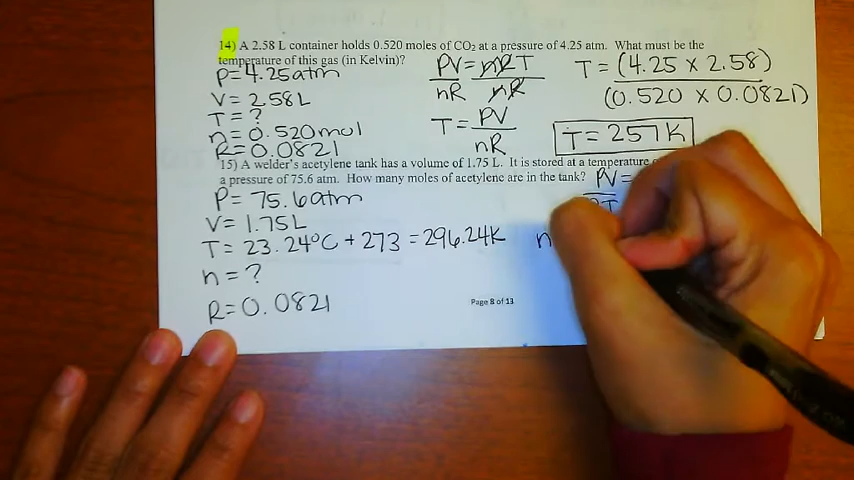 14) A 2.58 L container holds 0.520 moles of CO₂ at a pressure of 4.25 atm. What must be the
temperature of this gas (in Kelvin)?
P=4.25atm
V=2.58L
T=?
n=0.520mol
R=0.0821
PV=nRT
nR nR
T=PV
nR
T=(4.25 x 2.58)
(0.520 x 0.0821)
T=257K
15) A welder's acetylene tank has a volume of 1.75 L. It is stored at a temperature
a pressure of 75.6 atm. How many moles of acetylene are in the tank?
PV=
RT
P=75.6atm
V=1.75L
T=23.24°C+273=296.24K
n
n=?
R=0.0821
Page 8 of 13